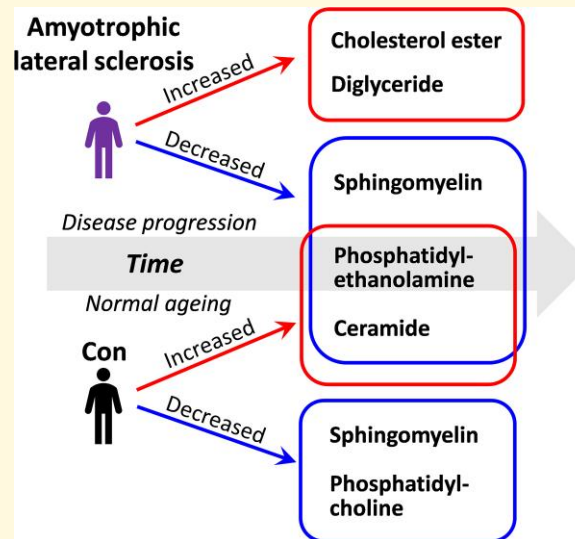 Amyotrophic
lateral sclerosis
Increased
Decreased
Cholesterol ester
Diglyceride
Sphingomyelin
Disease progression
Time
Normal ageing
Phosphatidyl-
ethanolamine
Ceramide
Con
Increased
Decreased
Sphingomyelin
Phosphatidyl-
choline